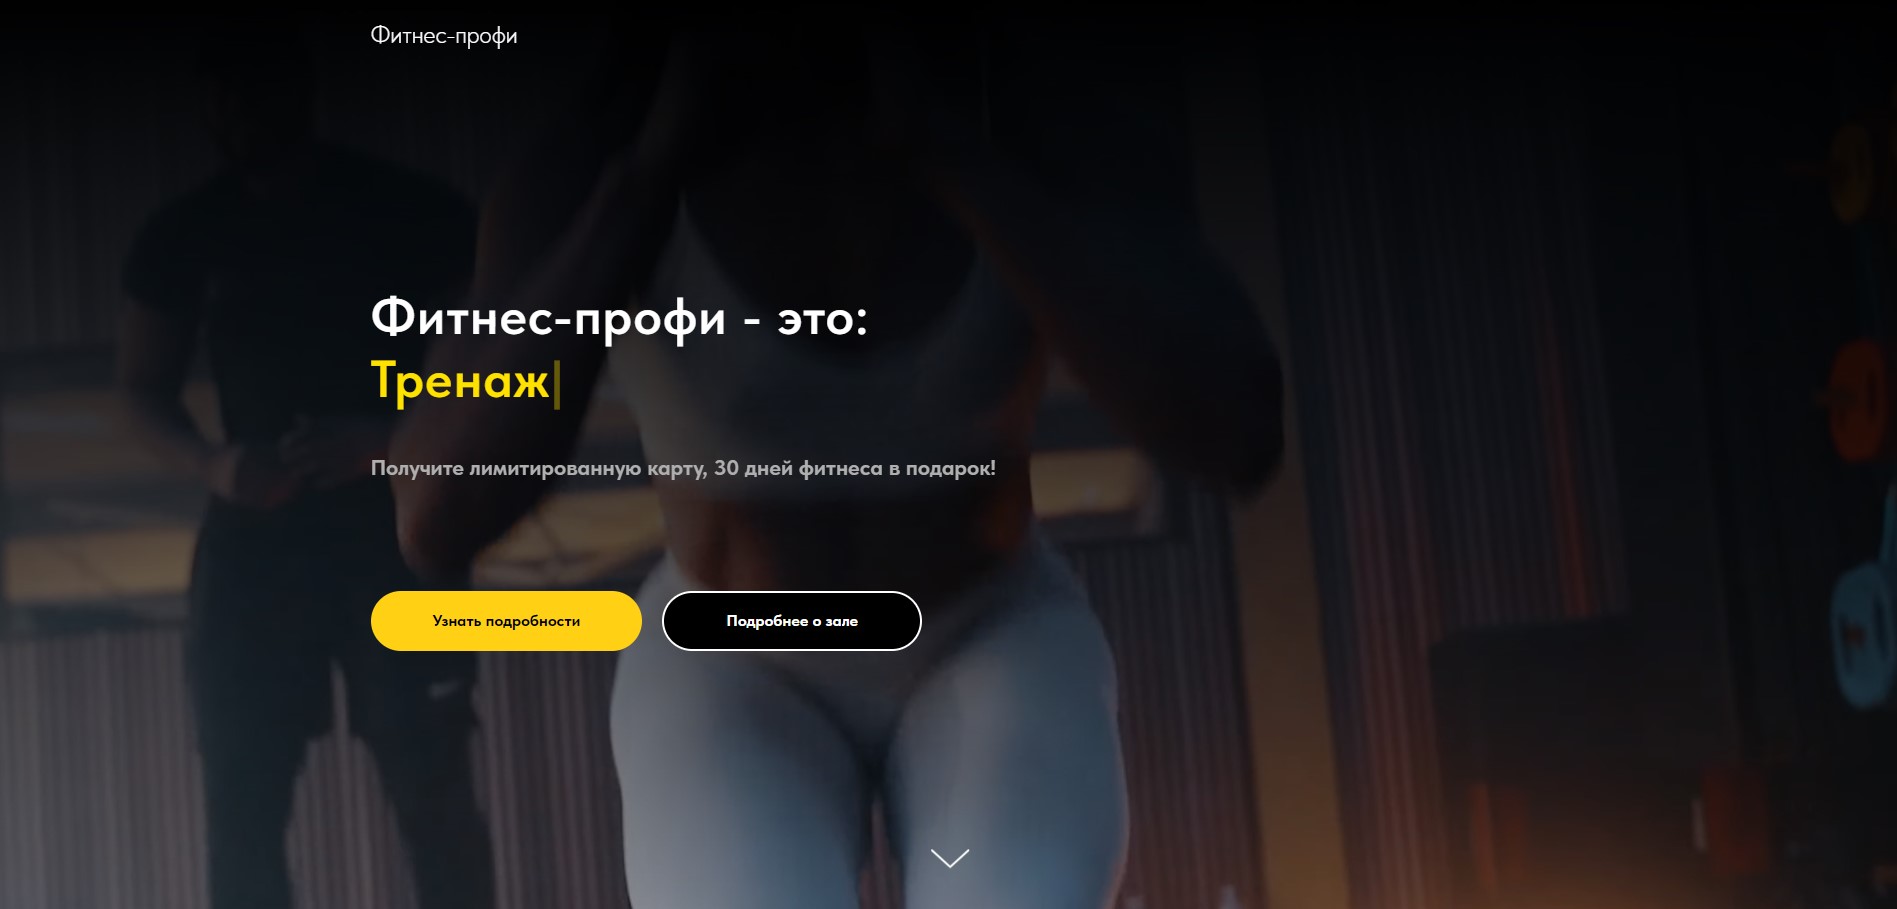 Фитнес-профи
Фитнес-профи - это:
Тренаж
Получите лимитированную карту, 30 дней фитнеса в подарок!
Узнать подробности
Подробнее о зале